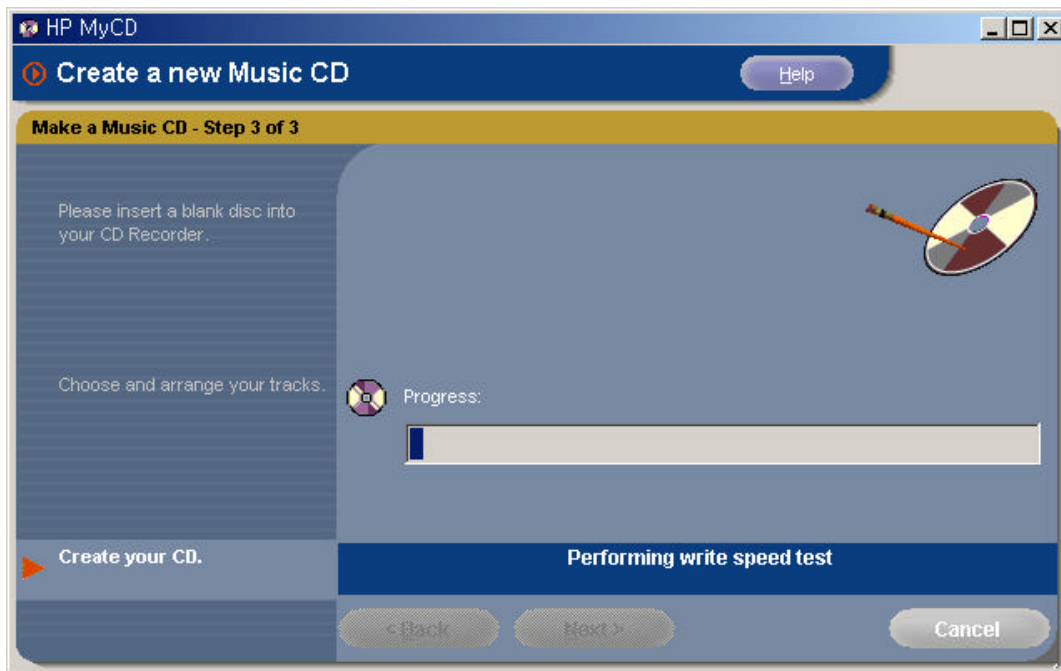 HP MyCD
Create a new Music CD
Help
Make a Music CD - Step 3 of 3
Please insert a blank disc into
your CD Recorder.
Choose and arrange your tracks.
Progress:
Create your CD.
Performing write speed test
< Back
Next >
Cancel